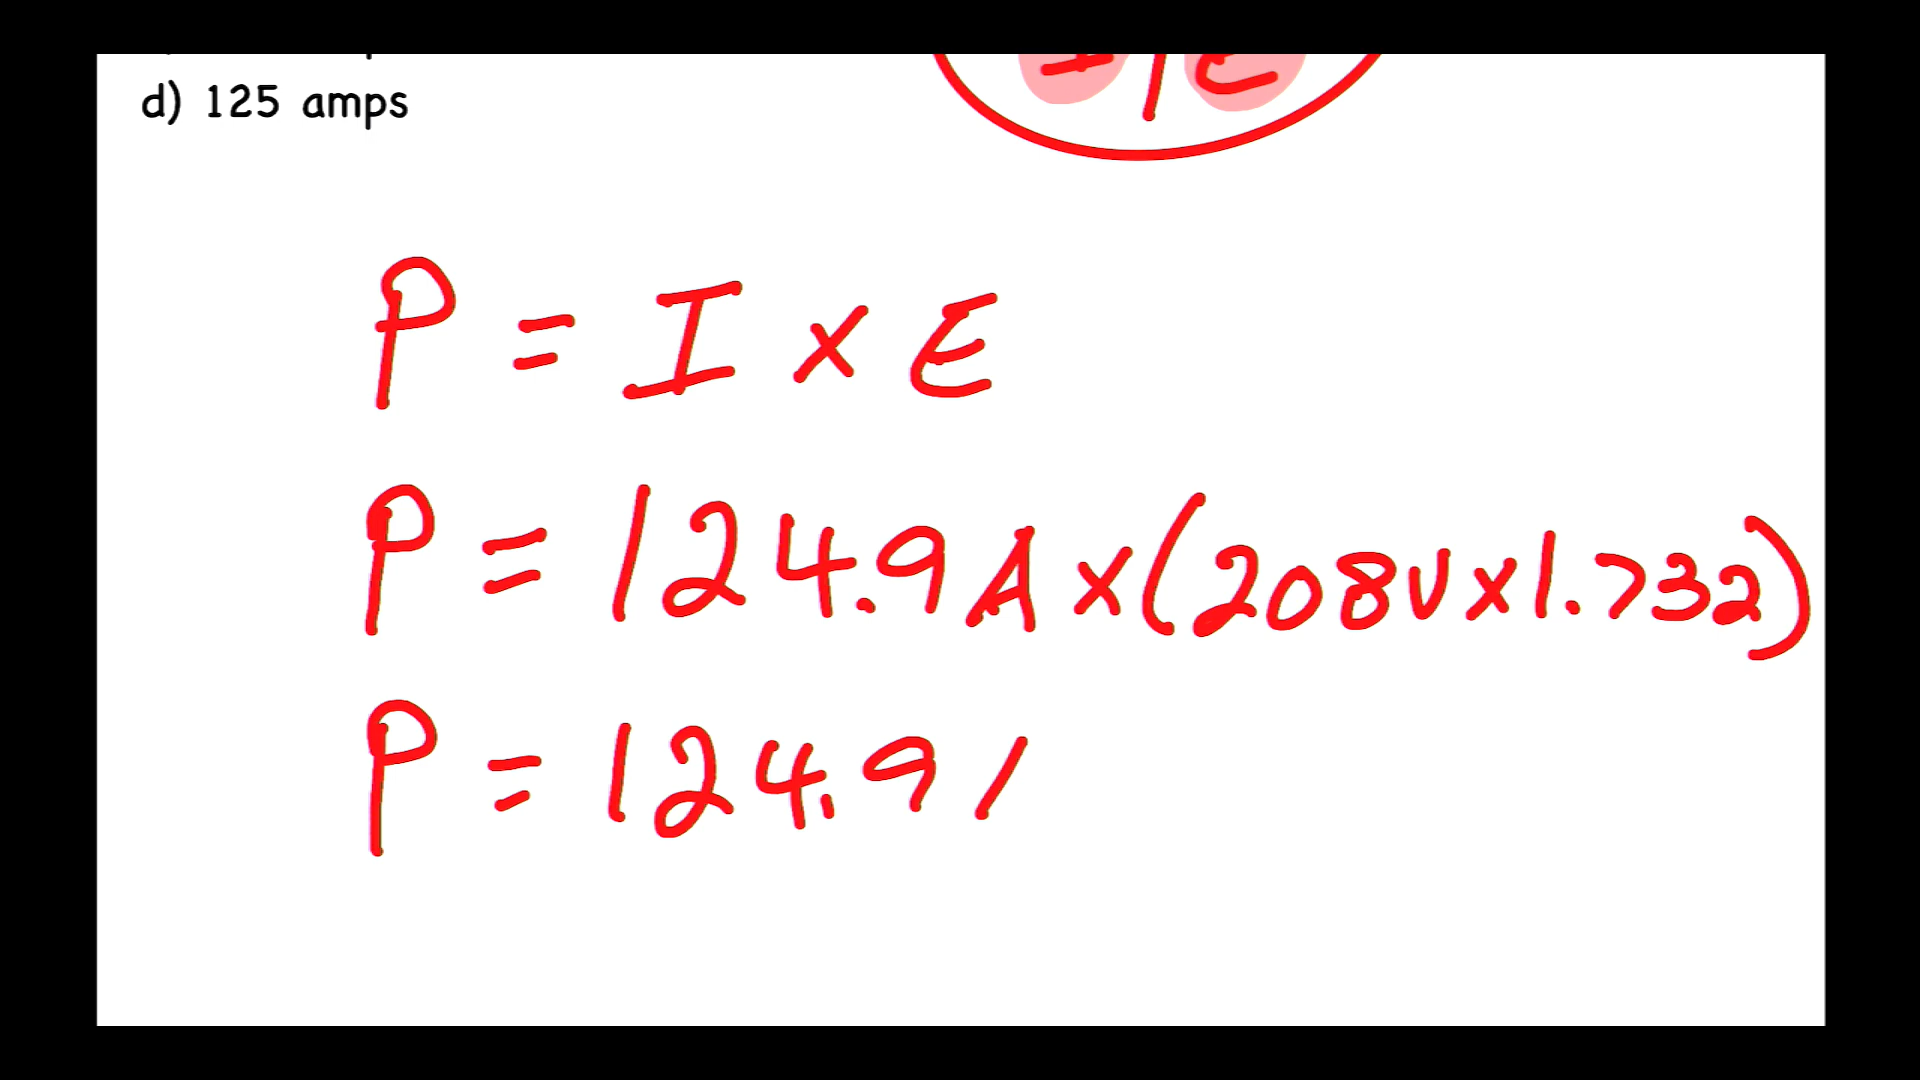 d) 125 amps
I / E
P = I x E
P = 124.9A x (208V x 1.732)
P = 124.9 /